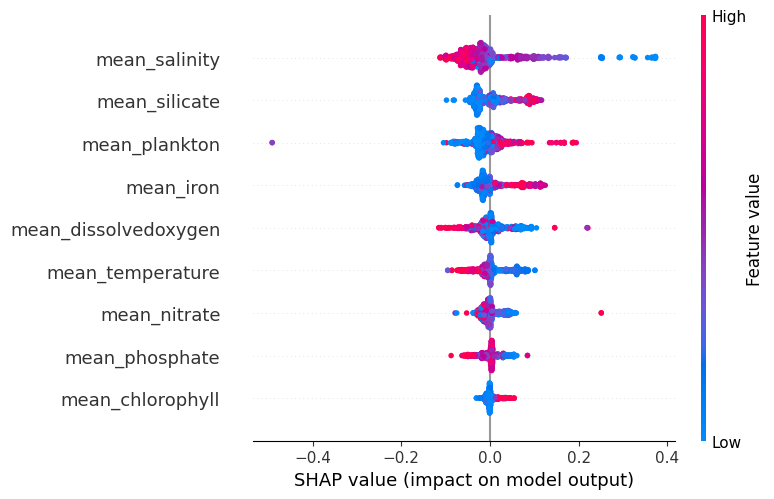 High
mean_salinity
mean_silicate
mean_plankton
mean_iron
mean_dissolvedoxygen
mean_temperature
mean_nitrate
mean_phosphate
mean_chlorophyll
Feature value
Low
−0.4 −0.2 0.0 0.2 0.4
SHAP value (impact on model output)